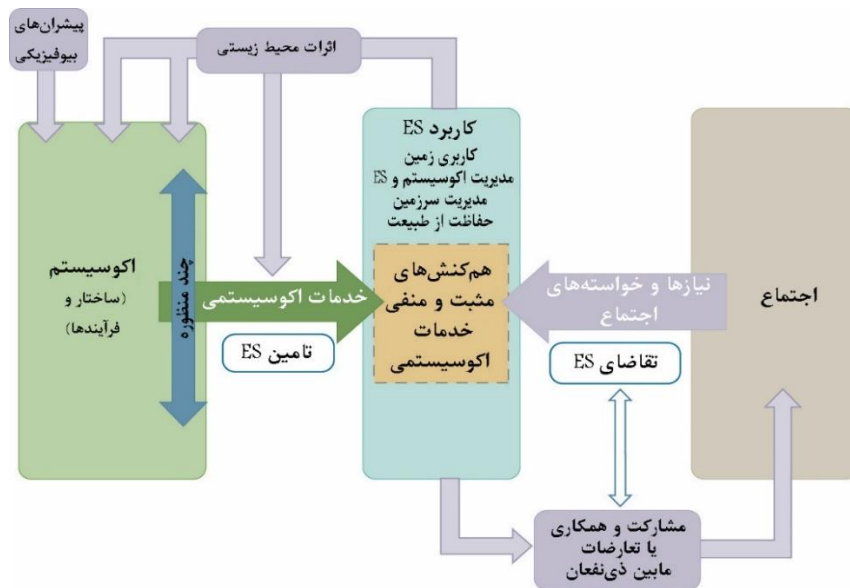 پیشران‌های
بیوفیزیکی
اثرات محیط زیستی
کاربرد ES
کاربری زمین
مدیریت اکوسیستم و ES
مدیریت سرزمین
حفاظت از طبیعت
اکوسیستم
(ساختار و
فرآیندها)
چند منظوره
خدمات اکوسیستمی
تامین ES
هم‌کنش‌های
مثبت و منفی
خدمات
اکوسیستمی
نیازها و خواسته‌های
اجتماع
تقاضای ES
اجتماع
مشارکت و همکاری
یا تعارضات
مابین ذی‌نفعان